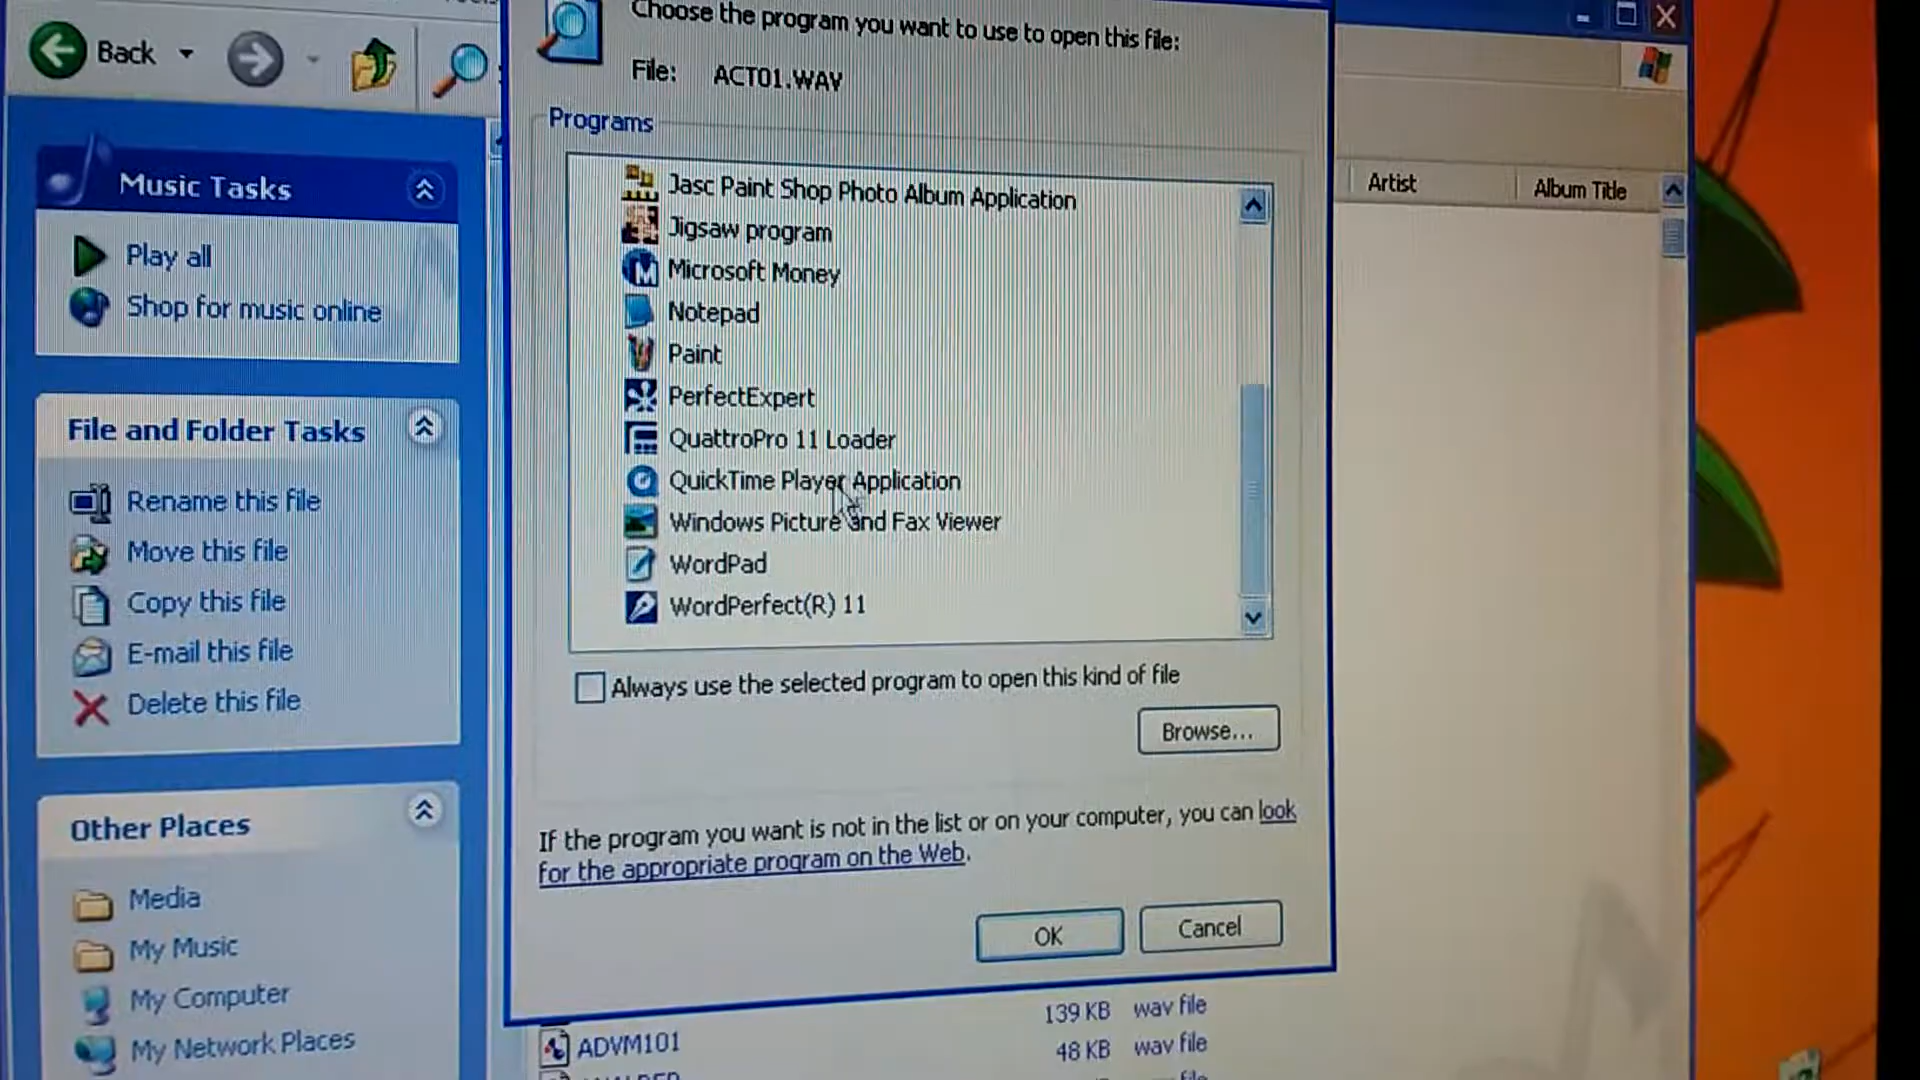 Back
Choose the program you want to use to open this file:
File: ACT01.WAV
Programs
Jasc Paint Shop Photo Album Application
Jigsaw program
Microsoft Money
Notepad
Paint
PerfectExpert
QuattroPro 11 Loader
QuickTime Player Application
Windows Picture and Fax Viewer
WordPad
WordPerfect(R) 11
Always use the selected program to open this kind of file
Browse...
If the program you want is not in the list or on your computer, you can look
for the appropriate program on the Web.
OK
Cancel
Music Tasks
Play all
Shop for music online
File and Folder Tasks
Rename this file
Move this file
Copy this file
E-mail this file
Delete this file
Other Places
Media
My Music
My Computer
My Network Places
Artist
Album Title
139 KB wav file
ADVM101 48 KB wav file